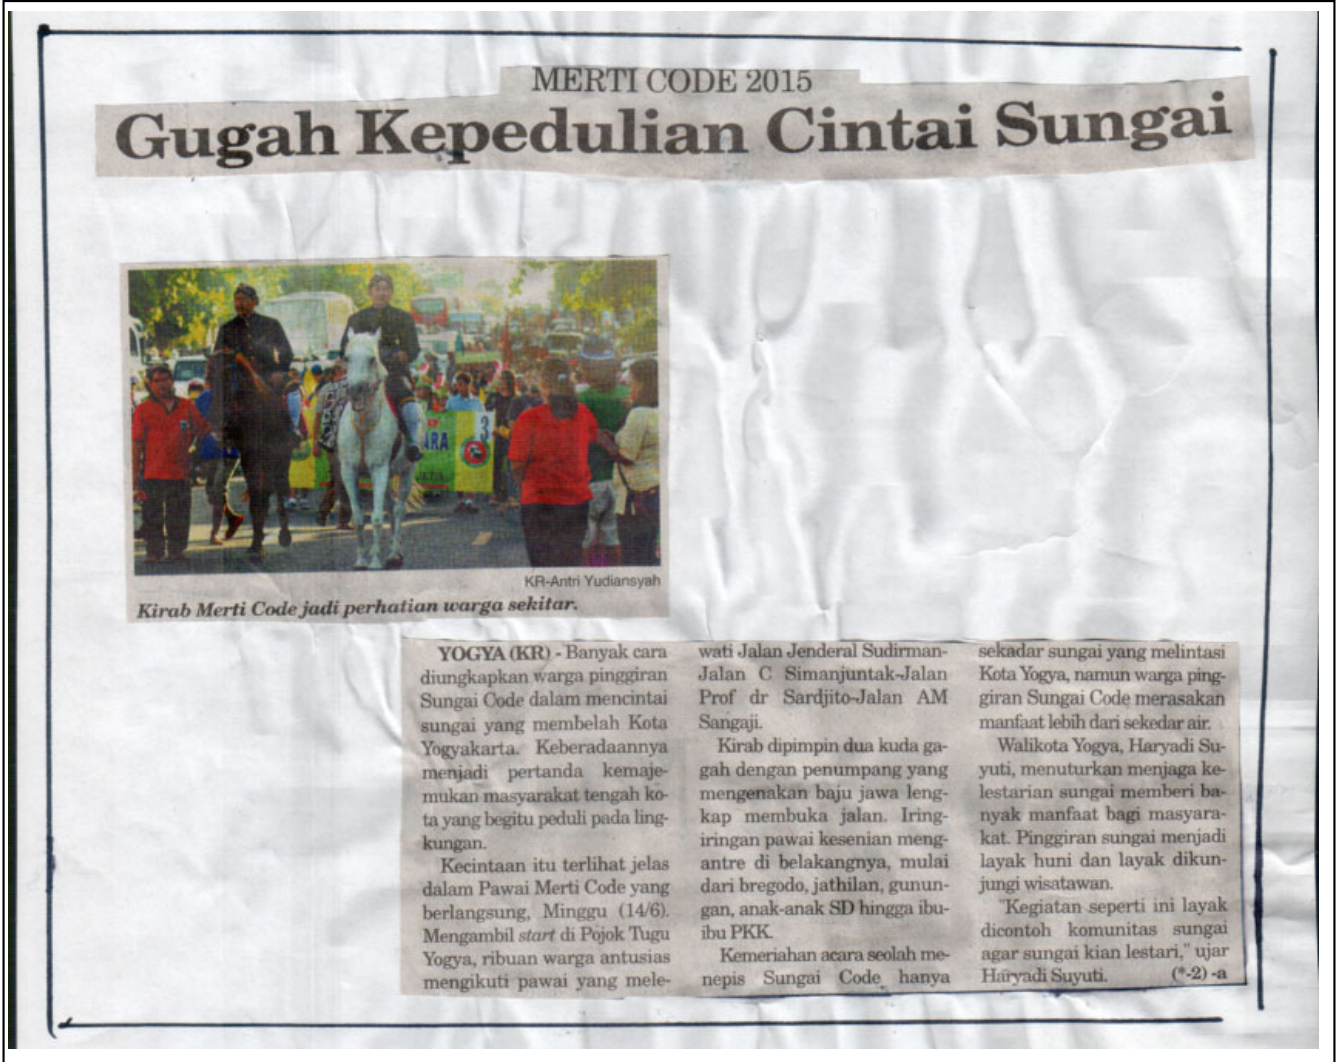 MERTI CODE 2015
Gugah Kepedulian Cintai Sungai
ARA
3
KR-Antri Yudiansyah
Kirab Merti Code jadi perhatian warga sekitar.
YOGYA (KR) - Banyak cara
diungkapkan warga pinggiran
Sungai Code dalam mencintai
sungai yang membelah Kota
Yogyakarta. Keberadaannya
menjadi pertanda kemaje-
mukan masyarakat tengah ko-
ta yang begitu peduli pada ling-
kungan.
Kecintaan itu terlihat jelas
dalam Pawai Merti Code yang
berlangsung, Minggu (14/6).
Mengambil start di Pojok Tugu
Yogya, ribuan warga antusias
mengikuti pawai yang mele-
wati Jalan Jenderal Sudirman-
Jalan C Simanjuntak-Jalan
Prof dr Sardjito-Jalan AM
Sangaji.
Kirab dipimpin dua kuda ga-
gah dengan penumpang yang
mengenakan baju jawa leng-
kap membuka jalan. Iring-
iringan pawai kesenian meng-
antre di belakangnya, mulai
dari bregodo, jathilan, gunun-
gan, anak-anak SD hingga ibu-
ibu PKK.
Kemeriahan acara seolah me-
nepis Sungai Code hanya
sekadar sungai yang melintasi
Kota Yogya, namun warga ping-
giran Sungai Code merasakan
manfaat lebih dari sekedar air.
Walikota Yogya, Haryadi Su-
yuti, menuturkan menjaga ke-
lestarian sungai memberi ba-
nyak manfaat bagi masyara-
kat. Pinggiran sungai menjadi
layak huni dan layak dikun-
jungi wisatawan.
"Kegiatan seperti ini layak
dicontoh komunitas sungai
agar sungai kian lestari," ujar
Haryadi Suyuti. (*-2) -a